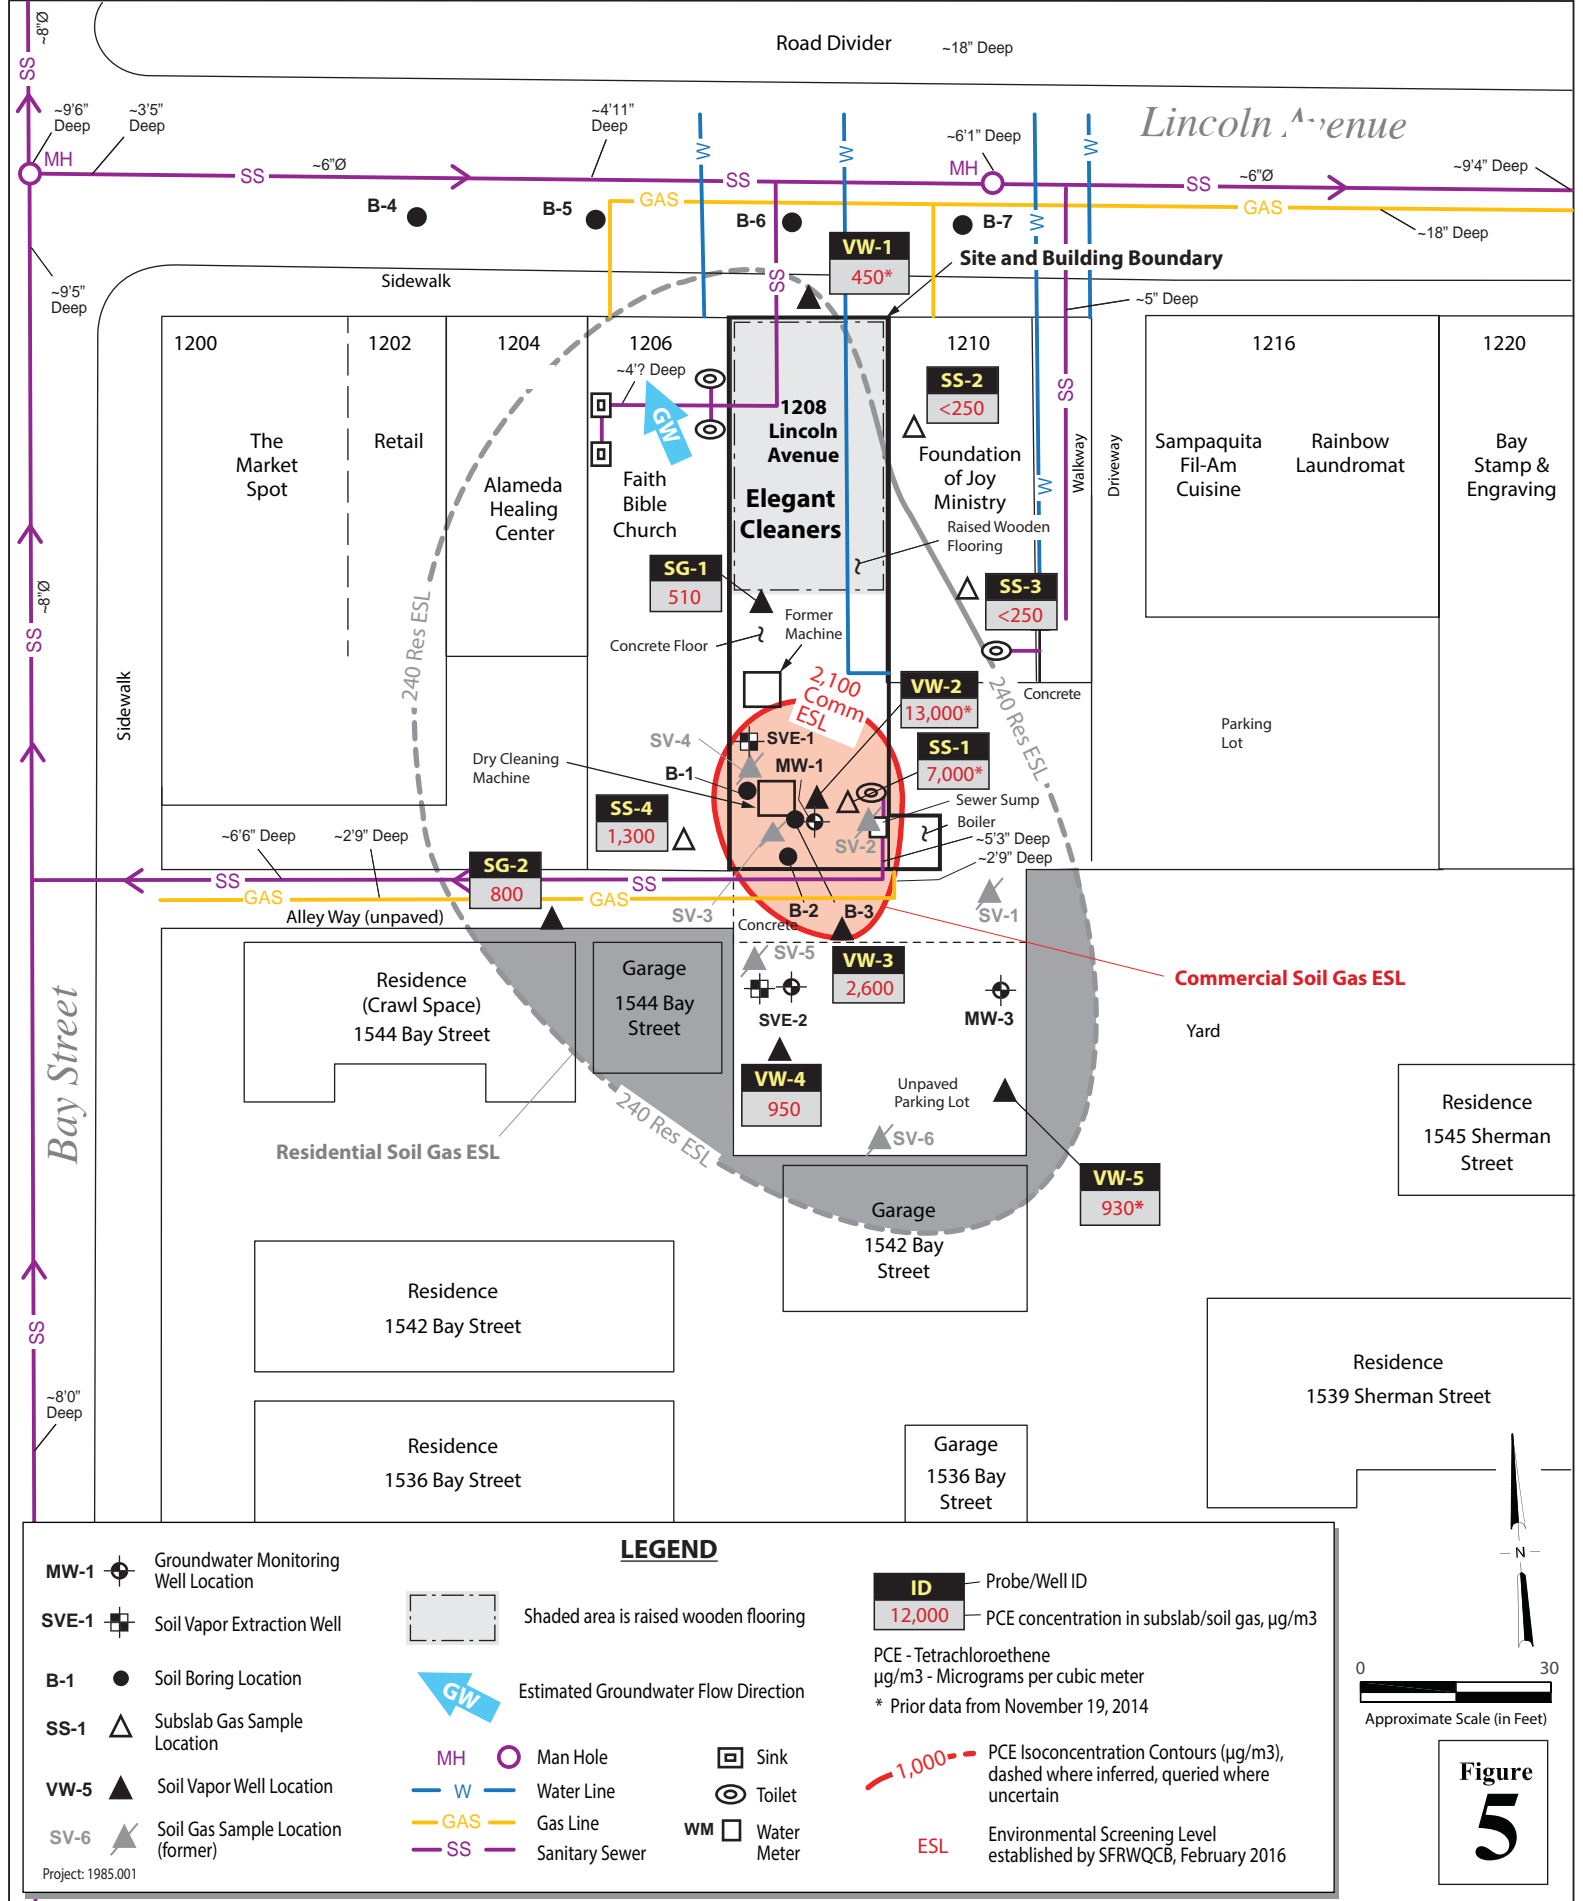 Road Divider
~18" Deep
~8"Ø
SS
~9'6"
Deep
~3'5"
Deep
~4'11"
Deep
~6'1" Deep
Lincoln Avenue
MH
SS
~6"Ø
SS
W
W
MH
W
W
SS
~6"Ø
~9'4" Deep
B-4
B-5
GAS
B-6
B-7
GAS
~18" Deep
VW-1
450*
Site and Building Boundary
Sidewalk
SS
~9'5"
Deep
~5" Deep
1200
1202
1204
1206
1210
1216
1220
~4'? Deep
GW
1208
Lincoln
Avenue
Elegant
Cleaners
SS-2
<250
SS
The
Market
Spot
Retail
Alameda
Healing
Center
Faith
Bible
Church
Foundation
of Joy
Ministry
W
Walkway
Driveway
Sampaquita
Fil-Am
Cuisine
Rainbow
Laundromat
Bay
Stamp &
Engraving
Raised Wooden
Flooring
SG-1
510
SS-3
<250
~8"Ø
SS
240 Res ESL
Concrete Floor
Former
Machine
Sidewalk
2,100
Comm
ESL
VW-2
13,000*
240 Res ESL
Concrete
Parking
Lot
SV-4
SVE-1
MW-1
SS-1
7,000*
Dry Cleaning
Machine
B-1
SS-4
1,300
Sewer Sump
Boiler
SV-2
~5'3" Deep
~2'9" Deep
~6'6" Deep
~2'9" Deep
SG-2
800
SS
SS
GAS
GAS
Alley Way (unpaved)
SV-3
B-2
B-3
Concrete
SV-1
SV-5
VW-3
2,600
Commercial Soil Gas ESL
Residence
(Crawl Space)
1544 Bay Street
Garage
1544 Bay
Street
SVE-2
MW-3
Yard
VW-4
950
Unpaved
Parking Lot
240 Res ESL
SV-6
Residential Soil Gas ESL
Bay Street
Residence
1545 Sherman
Street
VW-5
930*
Garage
1542 Bay
Street
Residence
1542 Bay Street
SS
Residence
1539 Sherman Street
~8'0"
Deep
Residence
1536 Bay Street
Garage
1536 Bay
Street
N
LEGEND
MW-1
Groundwater Monitoring
Well Location
SVE-1
Soil Vapor Extraction Well
B-1
Soil Boring Location
SS-1
Subslab Gas Sample
Location
VW-5
Soil Vapor Well Location
SV-6
Soil Gas Sample Location
(former)
Project: 1985.001
Shaded area is raised wooden flooring
GW
Estimated Groundwater Flow Direction
MH
Man Hole
W
Water Line
GAS
Gas Line
SS
Sanitary Sewer
Sink
Toilet
WM
Water
Meter
ID
12,000
Probe/Well ID
PCE concentration in subslab/soil gas, µg/m3
PCE - Tetrachloroethene
µg/m3 - Micrograms per cubic meter
* Prior data from November 19, 2014
1,000
PCE Isoconcentration Contours (µg/m3),
dashed where inferred, queried where
uncertain
ESL
Environmental Screening Level
established by SFRWQCB, February 2016
0
30
Approximate Scale (in Feet)
Figure
5